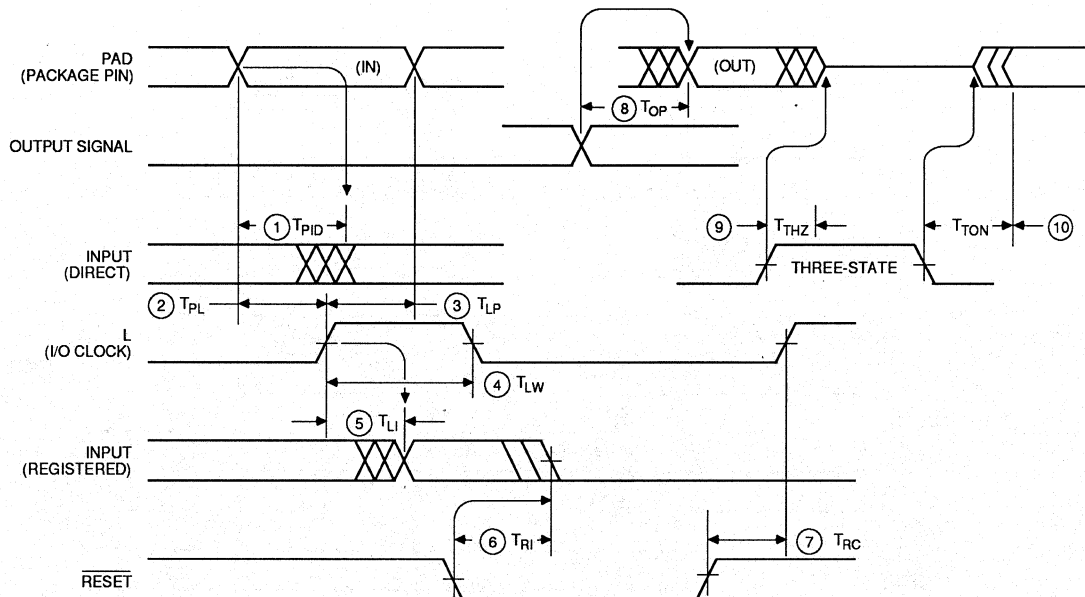 PAD
(PACKAGE PIN)
(IN)
(OUT)
8 TOP
OUTPUT SIGNAL
1 TPID
9 TTHZ
TTON 10
INPUT
(DIRECT)
THREE-STATE
2 TPL
3 TLP
L
(I/O CLOCK)
4 TLW
5 TLI
INPUT
(REGISTERED)
6 TRI
7 TRC
RESET